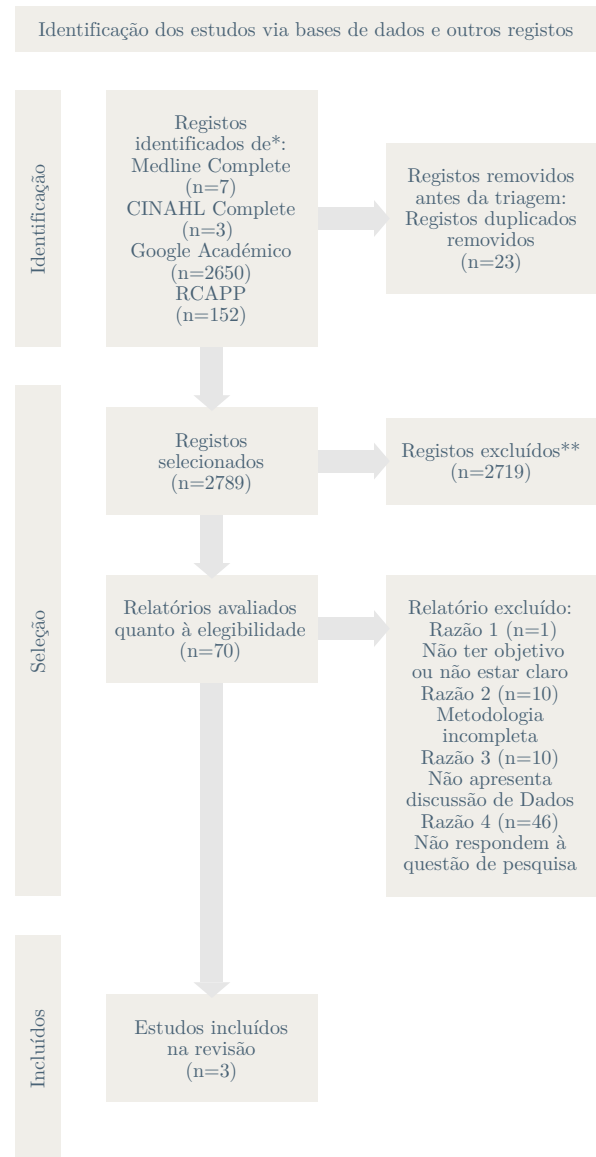 Identificação dos estudos via bases de dados e outros registos
Identificação
Registos
identificados de*:
Medline Complete
(n=7)
CINAHL Complete
(n=3)
Google Académico
(n=2650)
RCAPP
(n=152)
Registos removidos
antes da triagem:
Registos duplicados
removidos
(n=23)
Seleção
Registos
selecionados
(n=2789)
Registos excluídos**
(n=2719)
Relatórios avaliados
quanto à elegibilidade
(n=70)
Relatório excluído:
Razão 1 (n=1)
Não ter objetivo
ou não estar claro
Razão 2 (n=10)
Metodologia
incompleta
Razão 3 (n=10)
Não apresenta
discussão de Dados
Razão 4 (n=46)
Não respondem à
questão de pesquisa
Incluídos
Estudos incluídos
na revisão
(n=3)